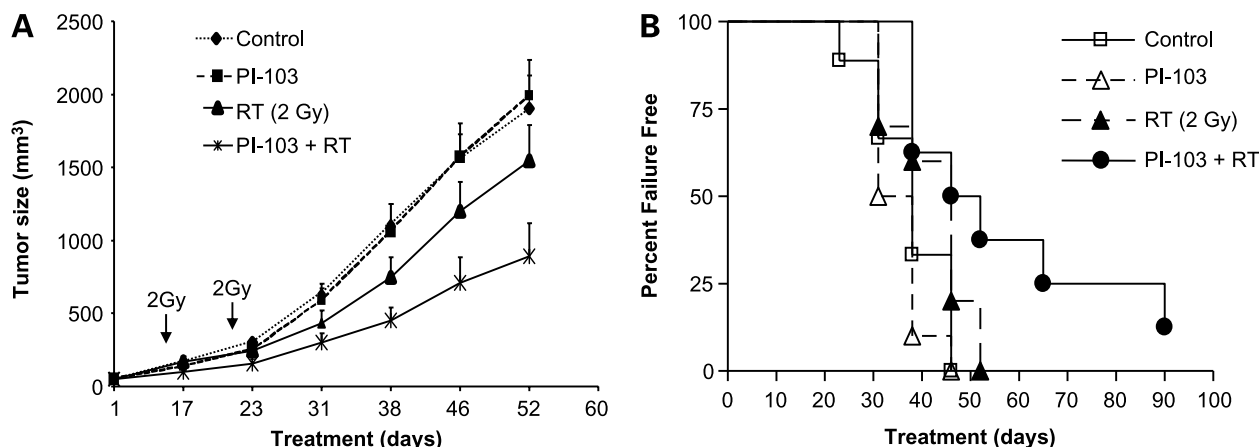 A
Tumor size (mm³)
2500
2000
1500
1000
500
0
Control
PI-103
RT (2 Gy)
PI-103 + RT
2Gy
2Gy
1
17
23
31
38
46
52
60
Treatment (days)
B
Percent Failure Free
100
75
50
25
0
Control
PI-103
RT (2 Gy)
PI-103 + RT
0
10
20
30
40
50
60
70
80
90
100
Treatment (days)